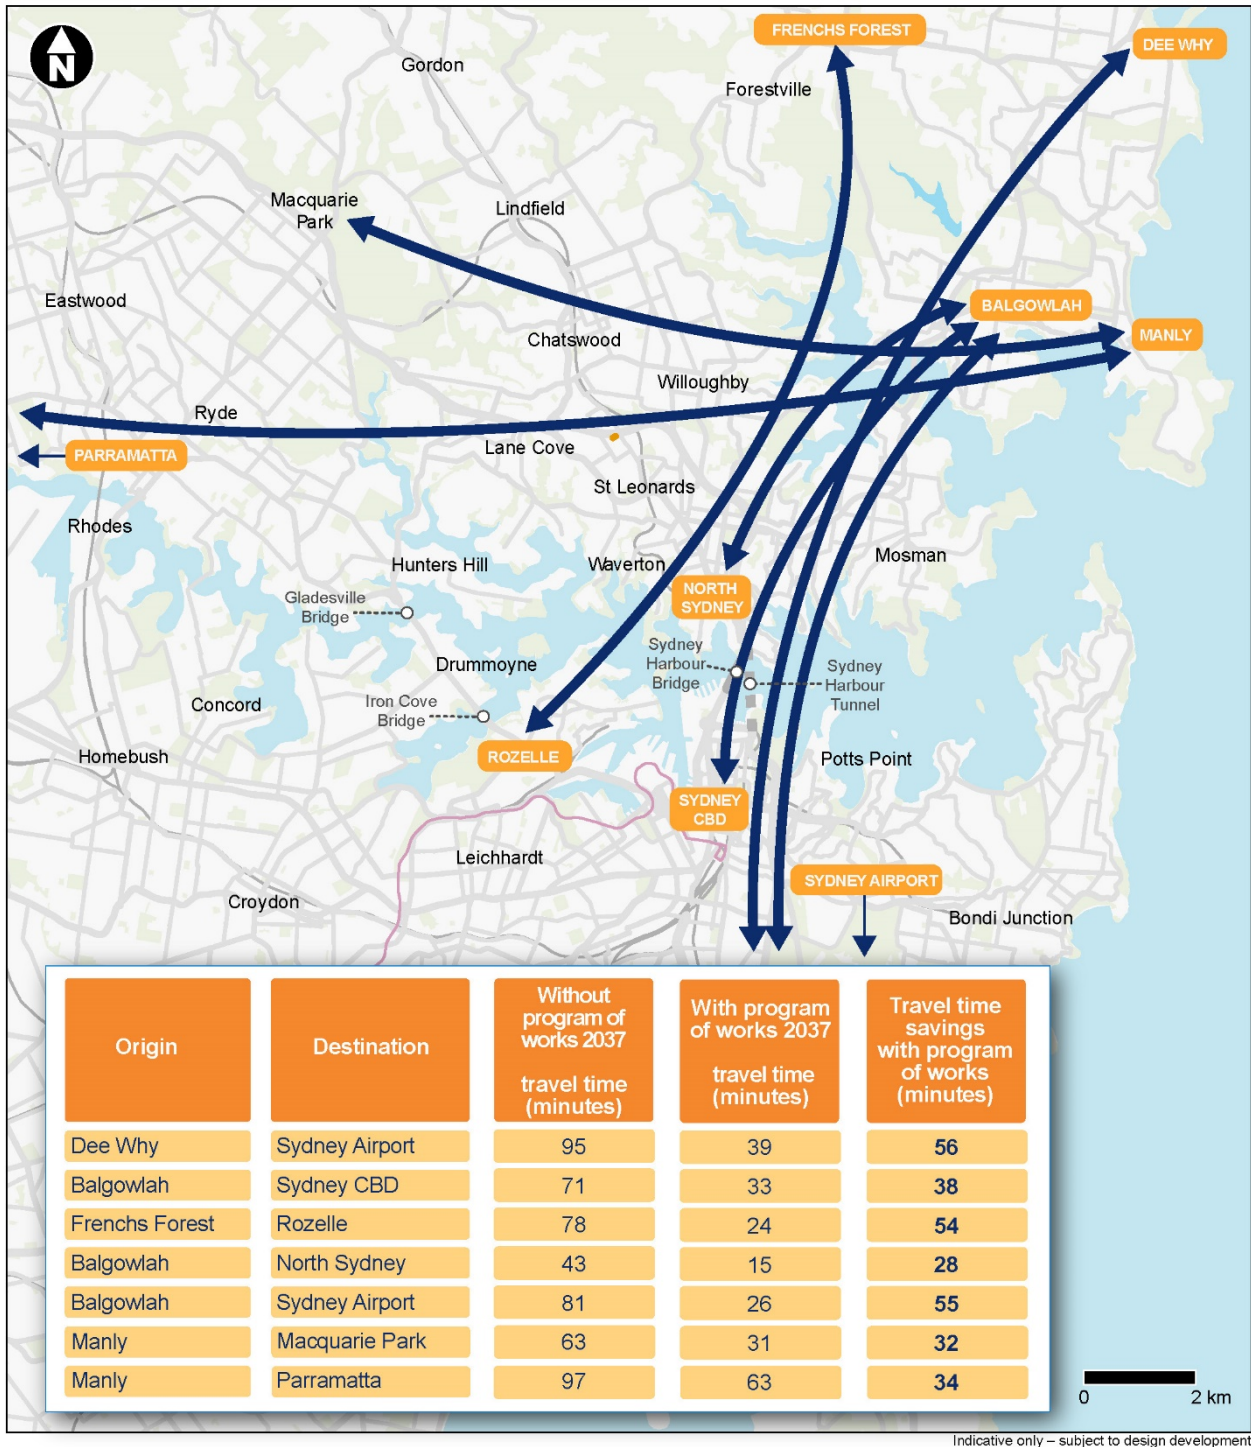 FRENCHS FOREST
DEE WHY
N
Gordon
Forestville
Macquarie
Park
Lindfield
Eastwood
BALGOWLAH
Chatswood
MANLY
Willoughby
Ryde
Lane Cove
PARRAMATTA
St Leonards
Rhodes
Mosman
Hunters Hill
Waverton
NORTH
SYDNEY
Gladesville
Bridge
Sydney
Harbour
Bridge
Drummoyne
Sydney
Harbour
Tunnel
Concord
Iron Cove
Bridge
Homebush
ROZELLE
Potts Point
SYDNEY
CBD
Leichhardt
SYDNEY AIRPORT
Croydon
Bondi Junction
Origin
Destination
Without
program of
works 2037
travel time
(minutes)
With program
of works 2037
travel time
(minutes)
Travel time
savings
with program
of works
(minutes)
Dee Why Sydney Airport 95 39 56
Balgowlah Sydney CBD 71 33 38
Frenchs Forest Rozelle 78 24 54
Balgowlah North Sydney 43 15 28
Balgowlah Sydney Airport 81 26 55
Manly Macquarie Park 63 31 32
Manly Parramatta 97 63 34
0 2 km
Indicative only – subject to design development